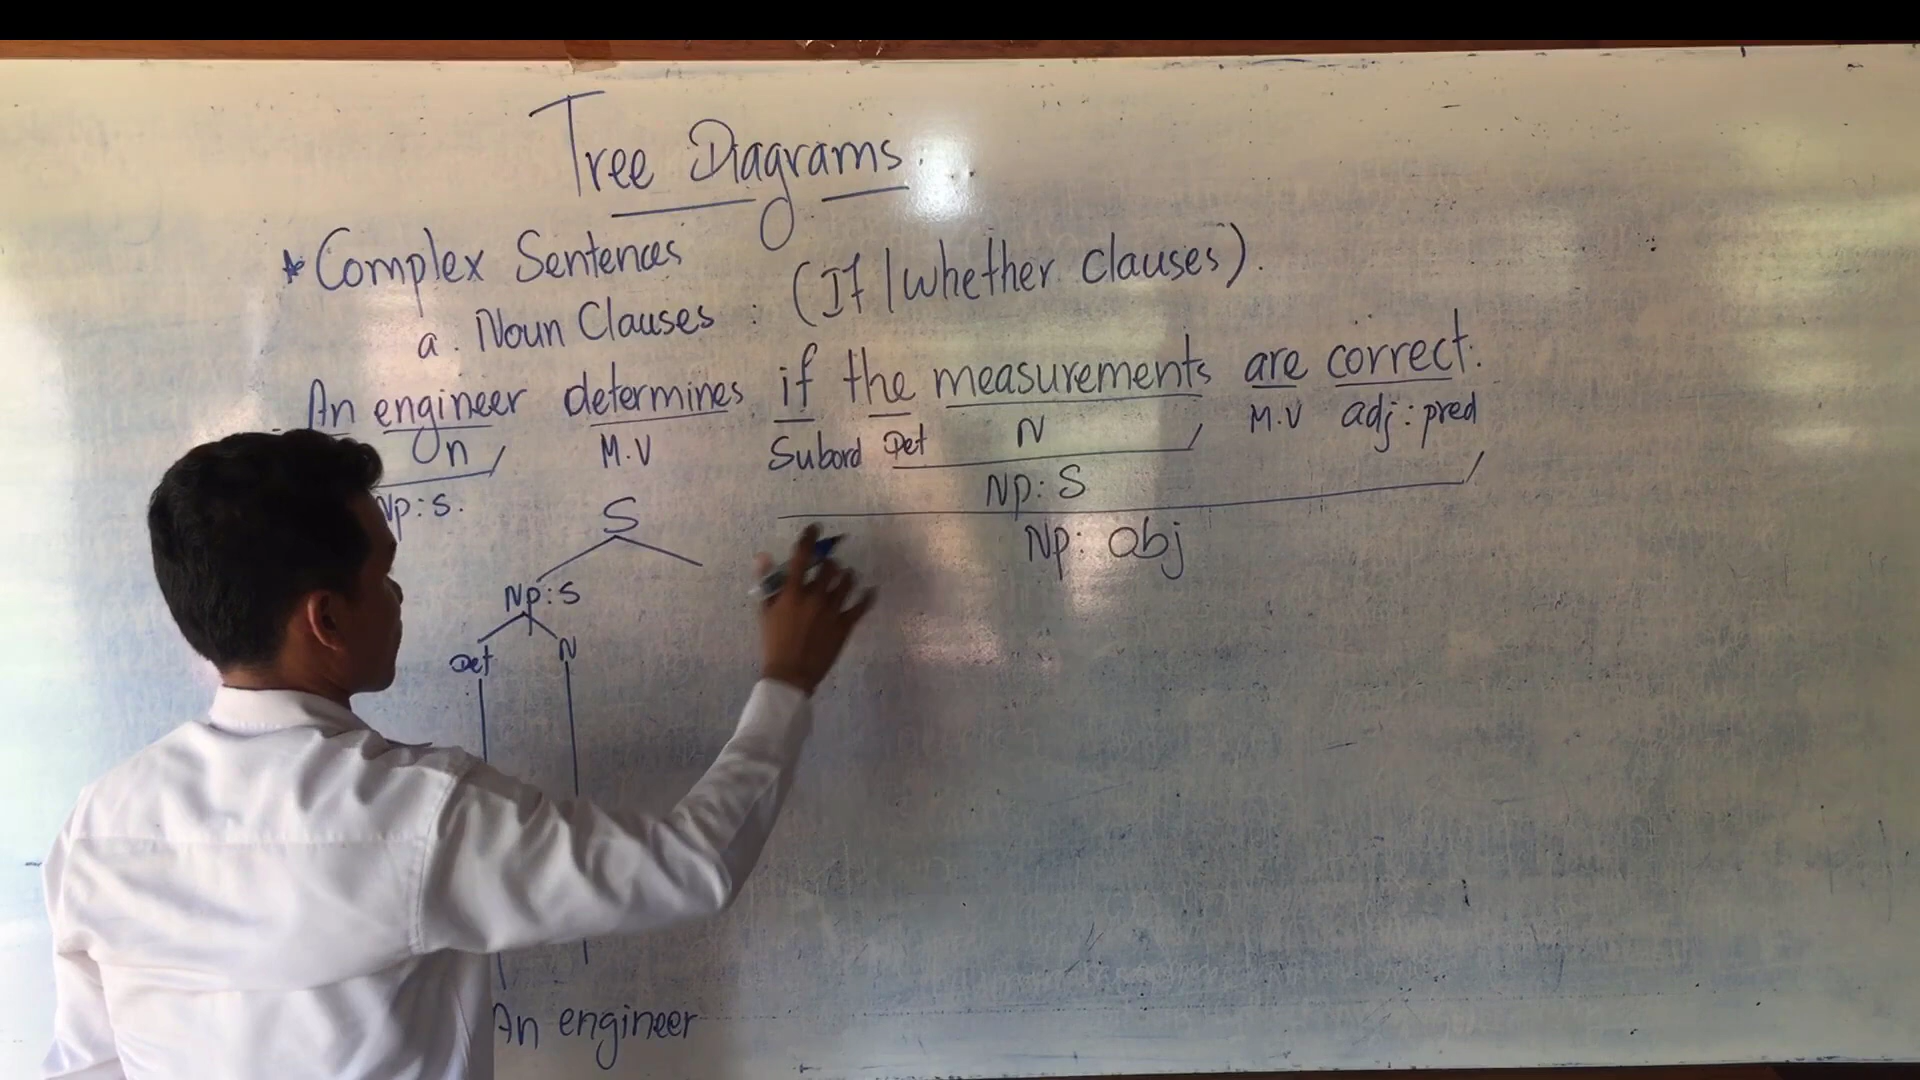 Tree Diagrams
* Complex Sentences
a. Noun Clauses : (If / whether clauses).
An engineer determines if the measurements are correct.
n M.V Subord Det N M.V adj: pred
Np: S. Np: S
Np: Obj
S
Np: S
Det N
An engineer